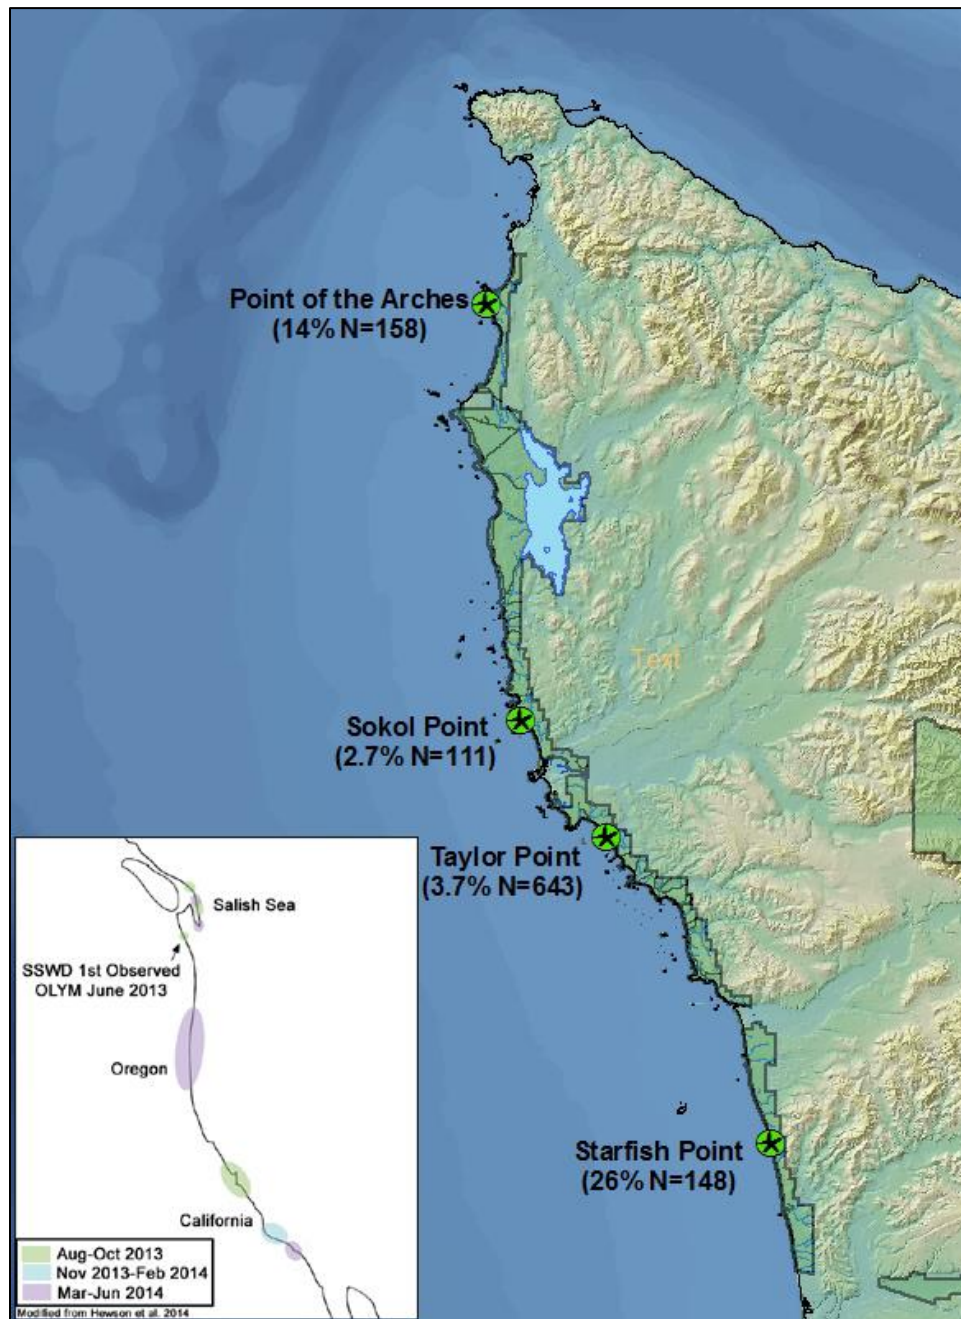 Point of the Arches
(14% N=158)
Text
Sokol Point
(2.7% N=111)
Taylor Point
(3.7% N=643)
Starfish Point
(26% N=148)
Salish Sea
SSWD 1st Observed
OLYM June 2013
Oregon
California
Aug-Oct 2013
Nov 2013-Feb 2014
Mar-Jun 2014
Modified from Hewson et al. 2014